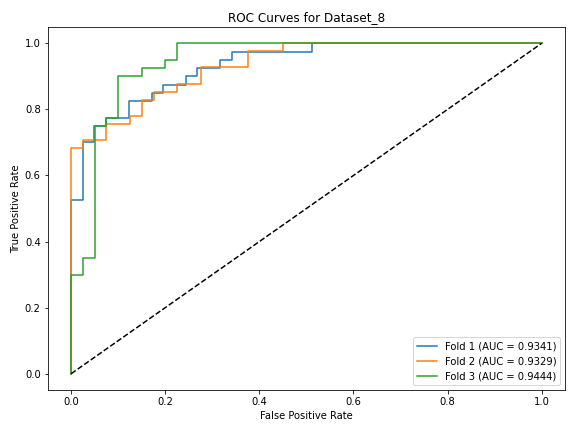 ROC Curves for Dataset_8
True Positive Rate
1.0
0.8
0.6
0.4
0.2
0.0
Fold 1 (AUC = 0.9341)
Fold 2 (AUC = 0.9329)
Fold 3 (AUC = 0.9444)
0.0 0.2 0.4 0.6 0.8 1.0
False Positive Rate